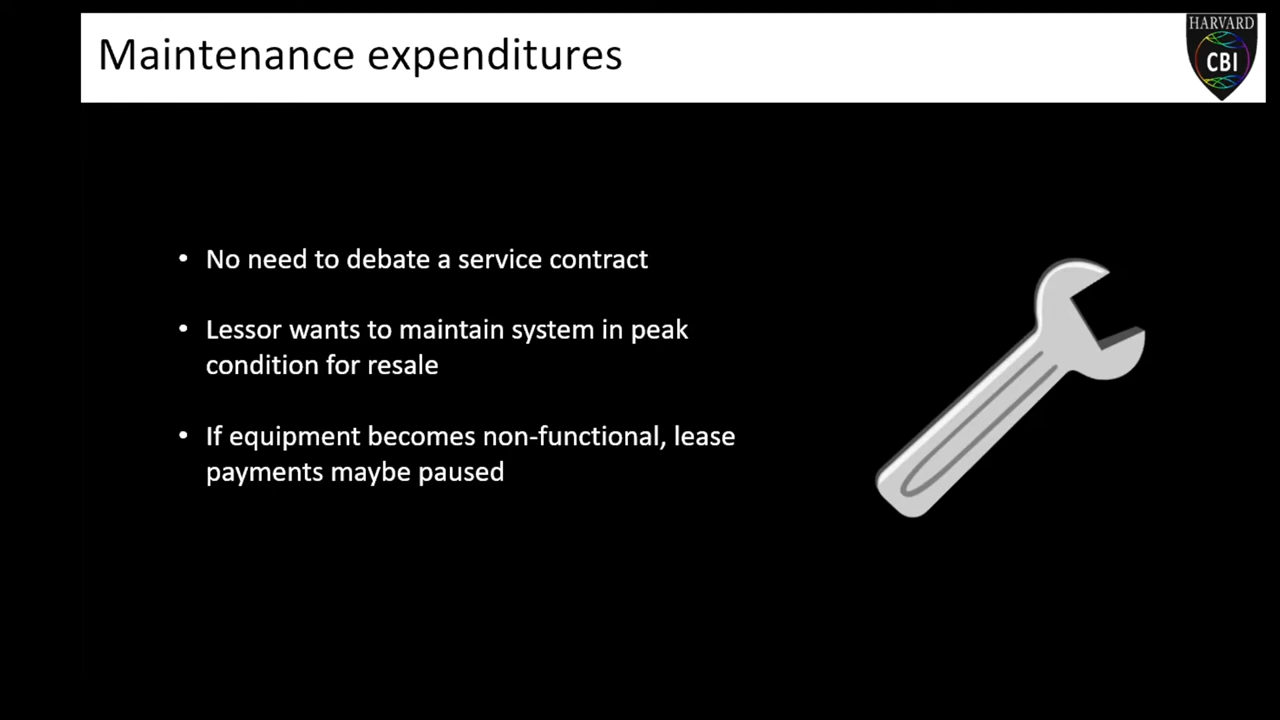 Maintenance expenditures
HARVARD
CBI
• No need to debate a service contract
• Lessor wants to maintain system in peak
condition for resale
• If equipment becomes non-functional, lease
payments maybe paused